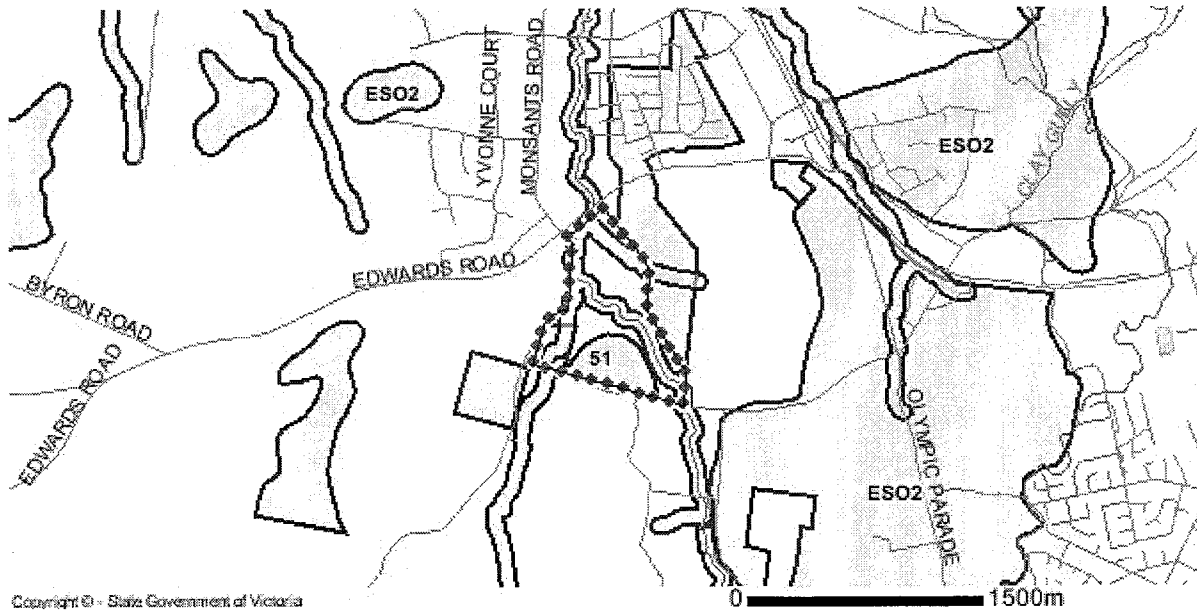 YVONNE COURT
MONSANTS ROAD
ESO2
ESO2
CLAY GULLY
EDWARDS ROAD
BYRON ROAD
EDWARDS ROAD
51
OLYMPIC PARADE
ESO2
Copyright © - State Government of Victoria
0 1500m